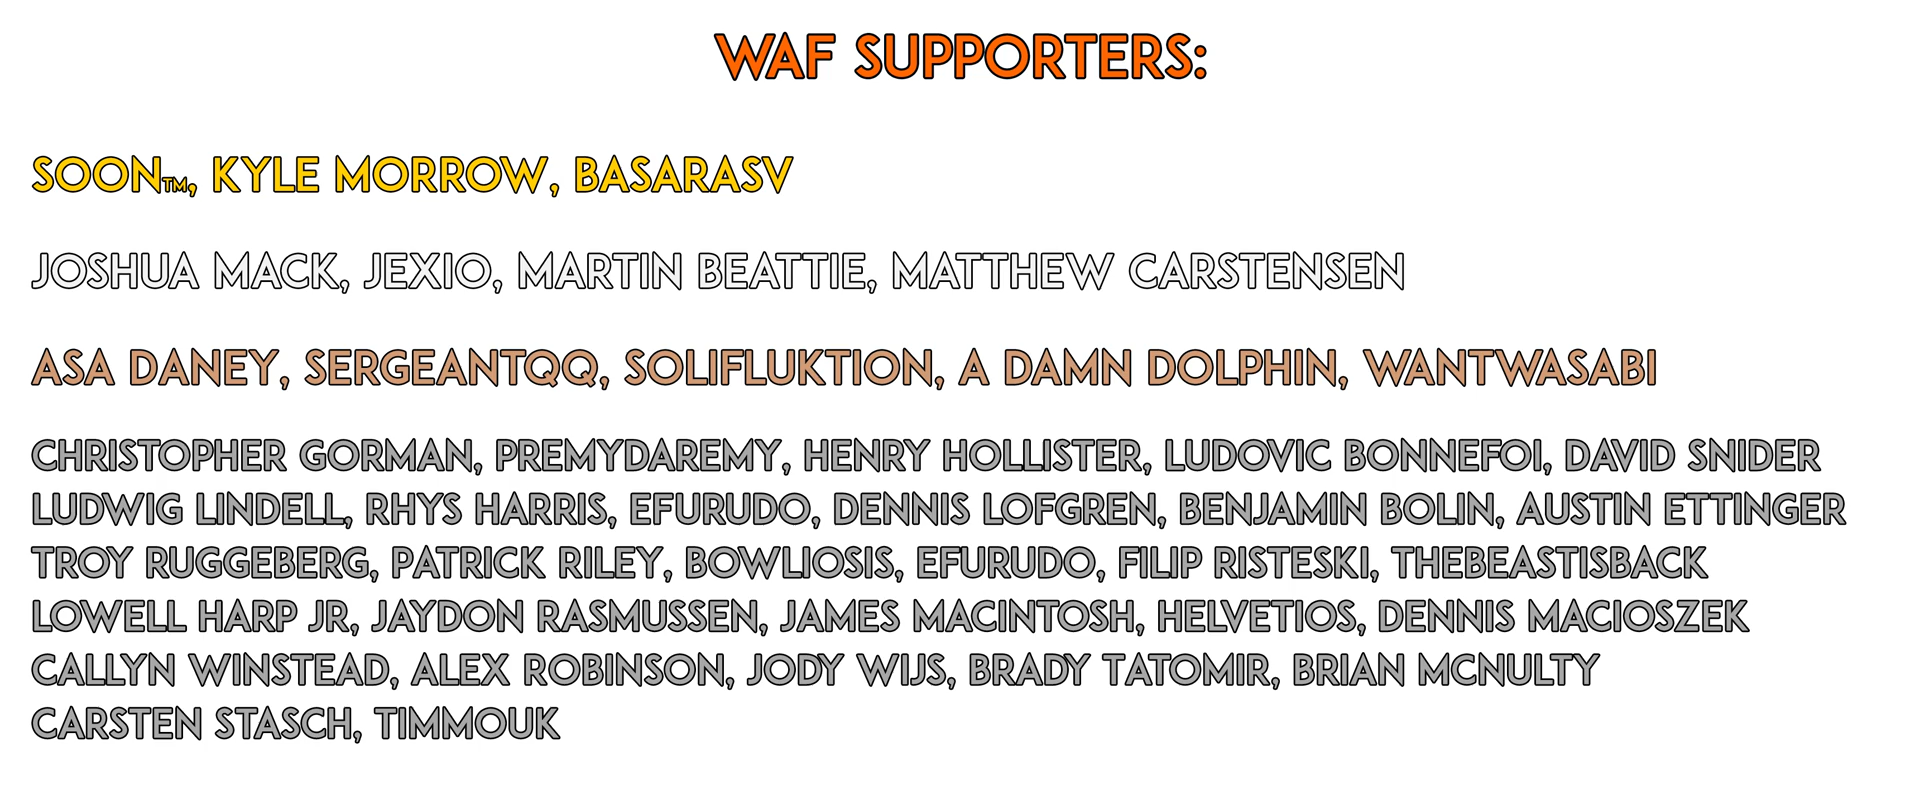 WAF SUPPORTERS:
SOON™, KYLE MORROW, BASARASV
JOSHUA MACK, JEXIO, MARTIN BEATTIE, MATTHEW CARSTENSEN
ASA DANEY, SERGEANTQQ, SOLIFLUKTION, A DAMN DOLPHIN, WANTWASABI
CHRISTOPHER GORMAN, PREMYDAREMY, HENRY HOLLISTER, LUDOVIC BONNEFOI, DAVID SNIDER
LUDWIG LINDELL, RHYS HARRIS, EFURUDO, DENNIS LOFGREN, BENJAMIN BOLIN, AUSTIN ETTINGER
TROY RUGGEBERG, PATRICK RILEY, BOWLIOSIS, EFURUDO, FILIP RISTESKI, THEBEASTISBACK
LOWELL HARP JR, JAYDON RASMUSSEN, JAMES MACINTOSH, HELVETIOS, DENNIS MACIOSZEK
CALLYN WINSTEAD, ALEX ROBINSON, JODY WIJS, BRADY TATOMIR, BRIAN MCNULTY
CARSTEN STASCH, TIMMOUK